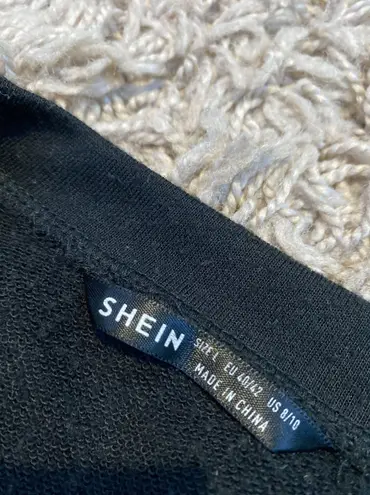 SHEIN
SIZE L EU 40/42 US 8/10
MADE IN CHINA